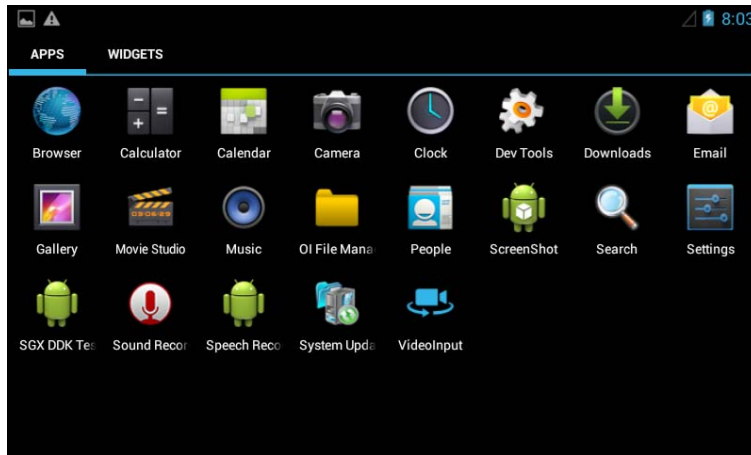 8:03
APPS WIDGETS
Browser Calculator Calendar Camera Clock Dev Tools Downloads Email
Gallery Movie Studio Music OI File Mana People ScreenShot Search Settings
SGX DDK Tes Sound Recor Speech Reco System Upda VideoInput